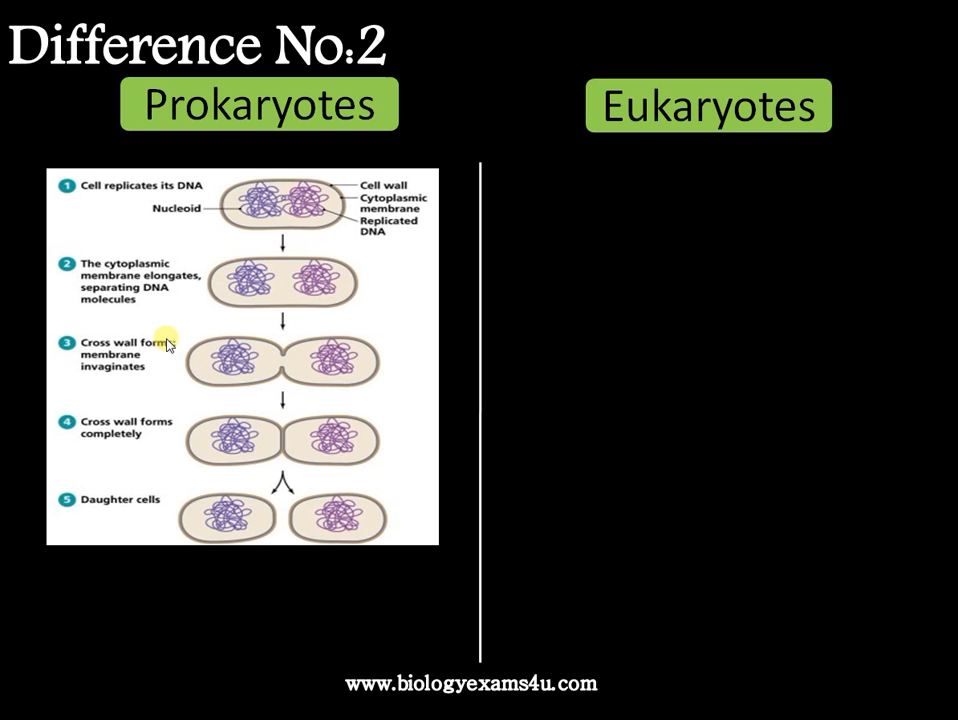 Difference No:2
Prokaryotes
Eukaryotes
1 Cell replicates its DNA
Nucleoid
Cell wall
Cytoplasmic
membrane
Replicated
DNA
2 The cytoplasmic
membrane elongates,
separating DNA
molecules
3 Cross wall forms;
membrane
invaginates
4 Cross wall forms
completely
5 Daughter cells
www.biologyexams4u.com